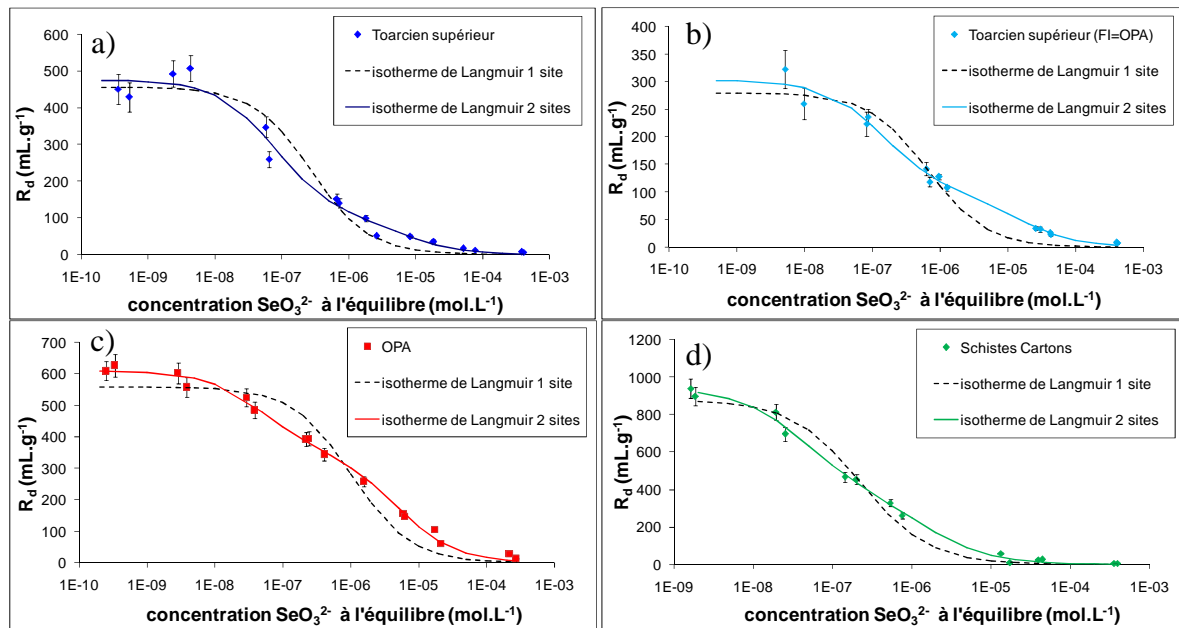 a)
Toarcien supérieur
isotherme de Langmuir 1 site
isotherme de Langmuir 2 sites
R_d (mL.g⁻¹)
600
500
400
300
200
100
0
1E-10 1E-09 1E-08 1E-07 1E-06 1E-05 1E-04 1E-03
concentration SeO₃²⁻ à l'équilibre (mol.L⁻¹)
b)
Toarcien supérieur (FI=OPA)
isotherme de Langmuir 1 site
isotherme de Langmuir 2 sites
R_d (mL.g⁻¹)
400
350
300
250
200
150
100
50
0
1E-10 1E-09 1E-08 1E-07 1E-06 1E-05 1E-04 1E-03
concentration SeO₃²⁻ à l'équilibre (mol.L⁻¹)
c)
OPA
isotherme de Langmuir 1 site
isotherme de Langmuir 2 sites
R_d (mL.g⁻¹)
700
600
500
400
300
200
100
0
1E-10 1E-09 1E-08 1E-07 1E-06 1E-05 1E-04 1E-03
concentration SeO₃²⁻ à l'équilibre (mol.L⁻¹)
d)
Schistes Cartons
isotherme de Langmuir 1 site
isotherme de Langmuir 2 sites
R_d (mL.g⁻¹)
1200
1000
800
600
400
200
0
1E-09 1E-08 1E-07 1E-06 1E-05 1E-04 1E-03
concentration SeO₃²⁻ à l'équilibre (mol.L⁻¹)